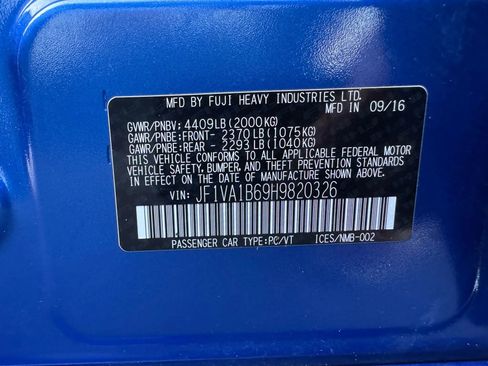 MFD BY FUJI HEAVY INDUSTRIES LTD.
MFD IN 09/16
GVWR/PNBV: 4409LB(2000KG)
GAWR/PNBE:FRONT- 2370LB(1075KG)
GAWR/PNBE:REAR - 2293LB(1040KG)
THIS VEHICLE CONFORMS TO ALL APPLICABLE FEDERAL MOTOR
VEHICLE SAFETY, BUMPER, AND THEFT PREVENTION STANDARDS
IN EFFECT ON THE DATE OF MANUFACTURE SHOWN ABOVE.
VIN: JF1VA1B69H9820326
PASSENGER CAR TYPE:PC/VT ICES/NMB-002